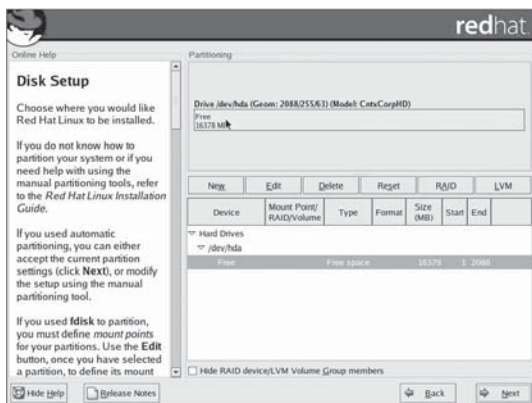 redhat
Online Help
Disk Setup
Choose where you would like
Red Hat Linux to be installed.
If you do not know how to
partition your system or if you
need help with using the
manual partitioning tools, refer
to the Red Hat Linux Installation
Guide.
If you used automatic
partitioning, you can either
accept the current partition
settings (click Next), or modify
the setup using the manual
partitioning tool.
If you used fdisk to partition,
you must define mount points
for your partitions. Use the Edit
button, once you have selected
a partition, to define its mount
Partitioning
Drive /dev/hda (Geom: 2088/255/63) (Model: CntxCorpHD)
Free
16378 MB
New Edit Delete Reset RAID LVM
Device Mount Point/ RAID/Volume Type Format Size (MB) Start End
Hard Drives
/dev/hda
Free Free space 16379 1 2088
Hide RAID device/LVM Volume Group members
Hide Help Release Notes Back Next